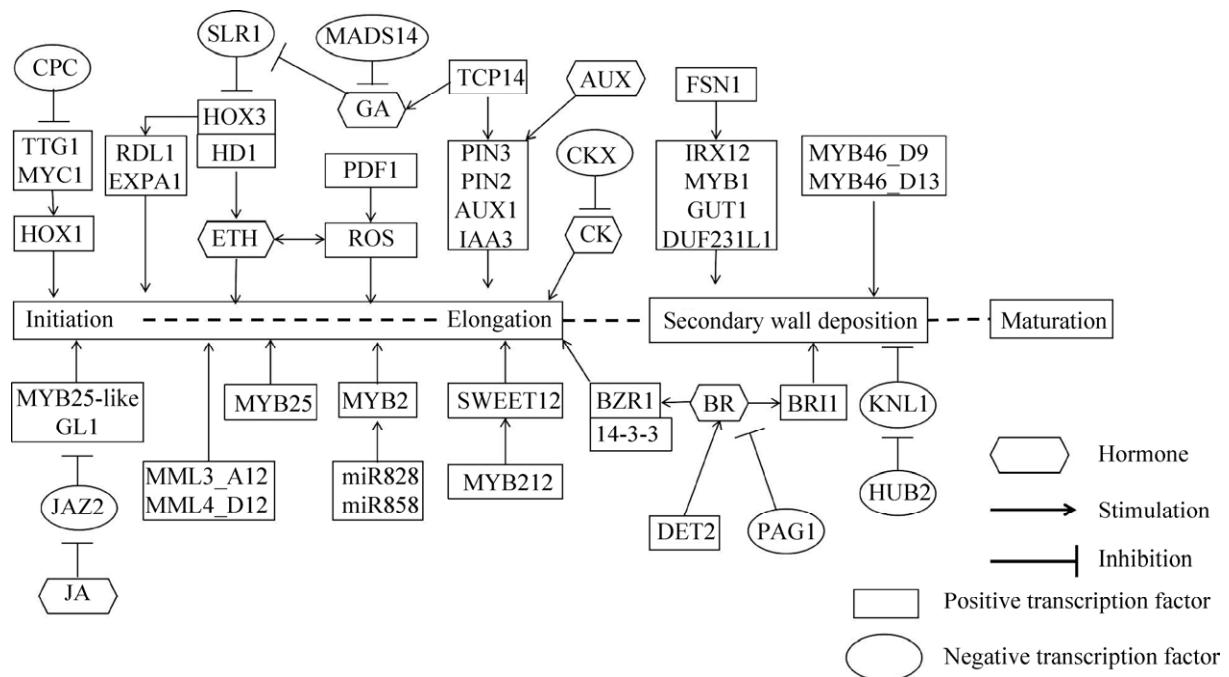 SLR1
MADS14
CPC
TCP14
AUX
FSN1
GA
HOX3
HD1
TTG1
MYC1
RDL1
EXPA1
PDF1
PIN3
PIN2
AUX1
IAA3
CKX
IRX12
MYB1
GUT1
DUF231L1
MYB46_D9
MYB46_D13
HOX1
ETH
ROS
CK
Initiation
Elongation
Secondary wall deposition
Maturation
MYB25-like
GL1
MYB25
MYB2
SWEET12
BZR1
14-3-3
BR
BRI1
KNL1
MML3_A12
MML4_D12
miR828
miR858
MYB212
JAZ2
DET2
PAG1
HUB2
JA
Hormone
Stimulation
Inhibition
Positive transcription factor
Negative transcription factor